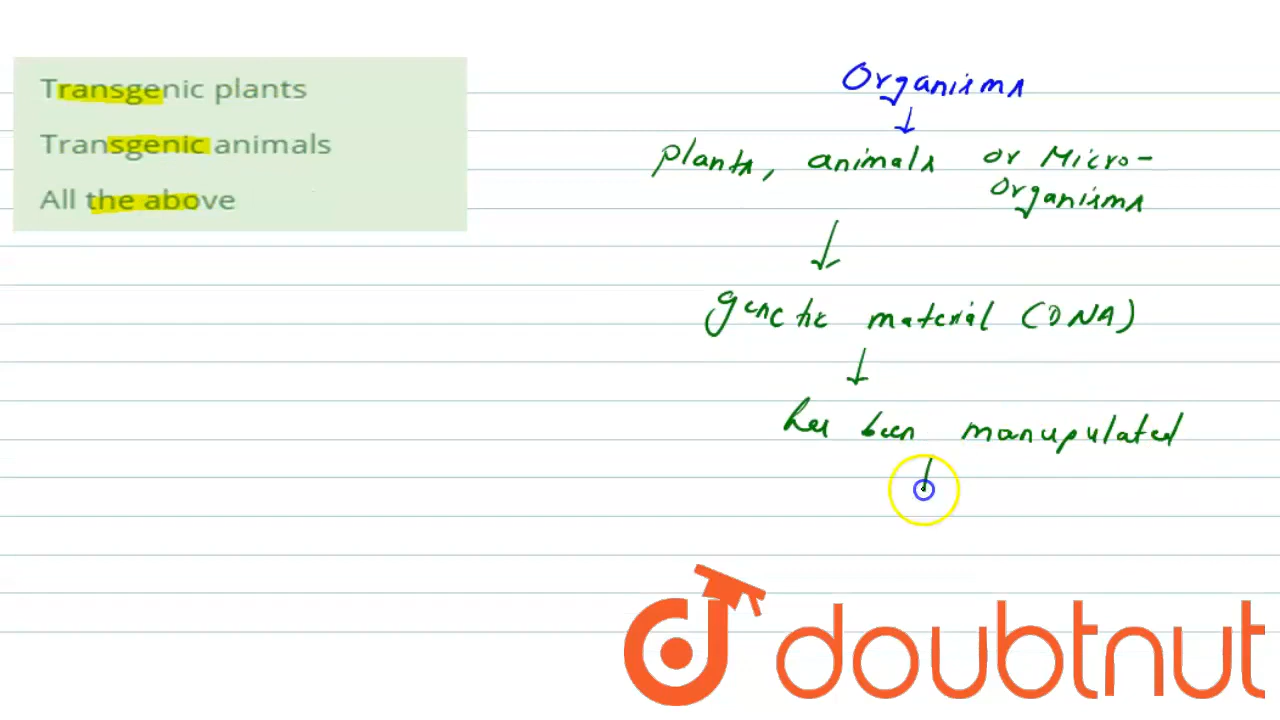 Transgenic plants
Transgenic animals
All the above
Organisms
plants, animals or Micro-
Organisms
genetic material (DNA)
has been manupulated
doubtnut